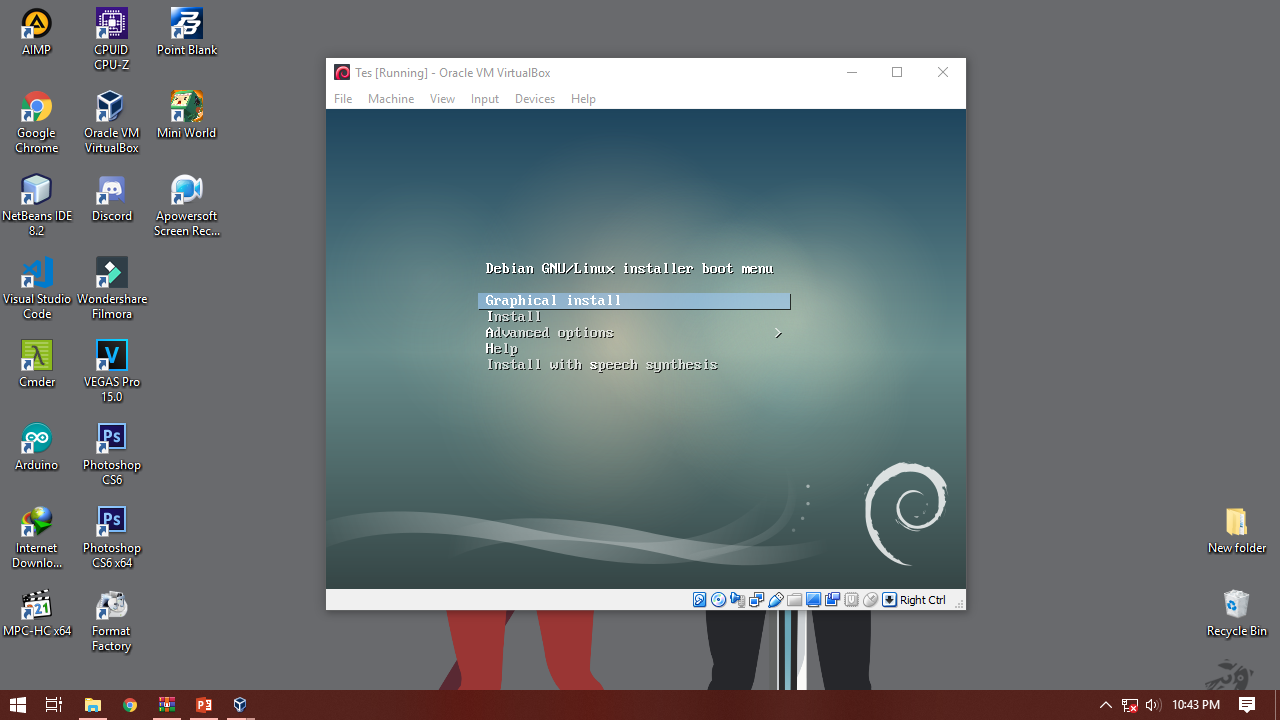 AIMP
CPUID
CPU-Z
Point Blank
Google
Chrome
Oracle VM
VirtualBox
Mini World
NetBeans IDE
8.2
Discord
Apowersoft
Screen Rec...
Visual Studio
Code
Wondershare
Filmora
Cmder
VEGAS Pro
15.0
Arduino
Photoshop
CS6
Internet
Downlo...
Photoshop
CS6 x64
MPC-HC x64
Format
Factory
Tes [Running] - Oracle VM VirtualBox
File Machine View Input Devices Help
Debian GNU/Linux installer boot menu
Graphical install
Install
Advanced options >
Help
Install with speech synthesis
Right Ctrl
New folder
Recycle Bin
10:43 PM